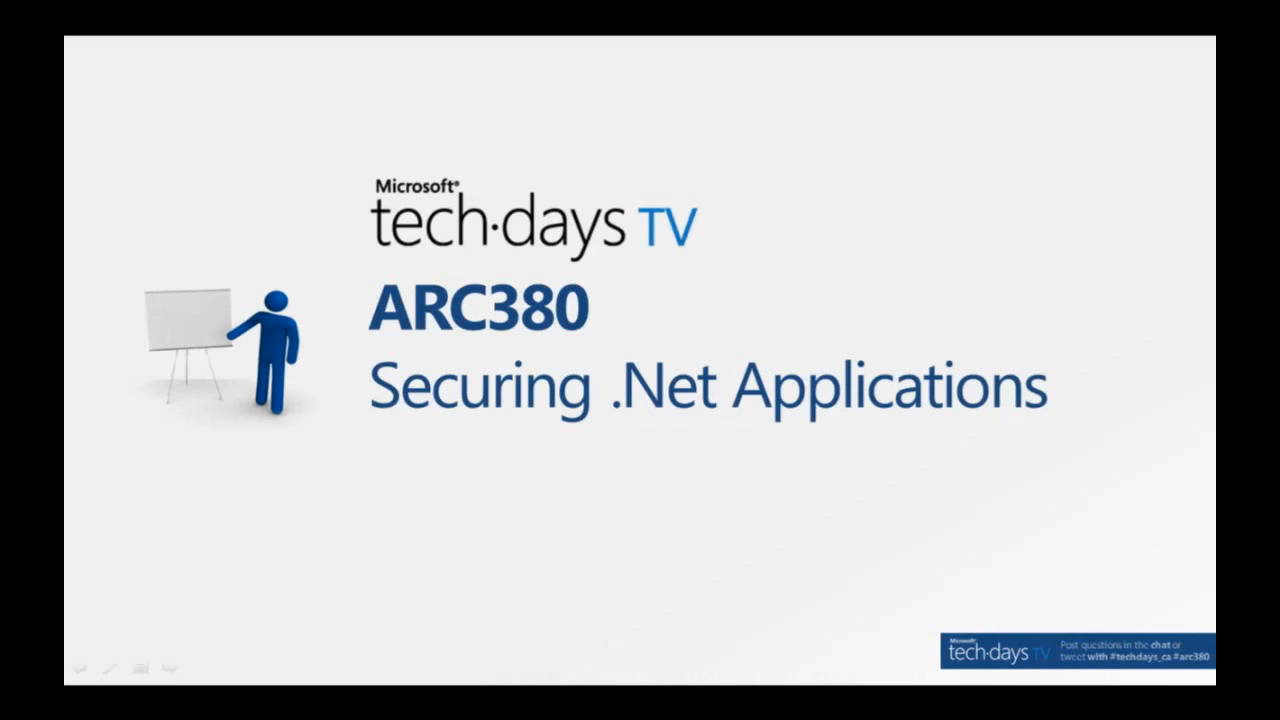 Microsoft®
tech·days TV
ARC380
Securing .Net Applications
Microsoft
tech·days TV
Post questions in the chat or
tweet with #techdays_ca #arc380